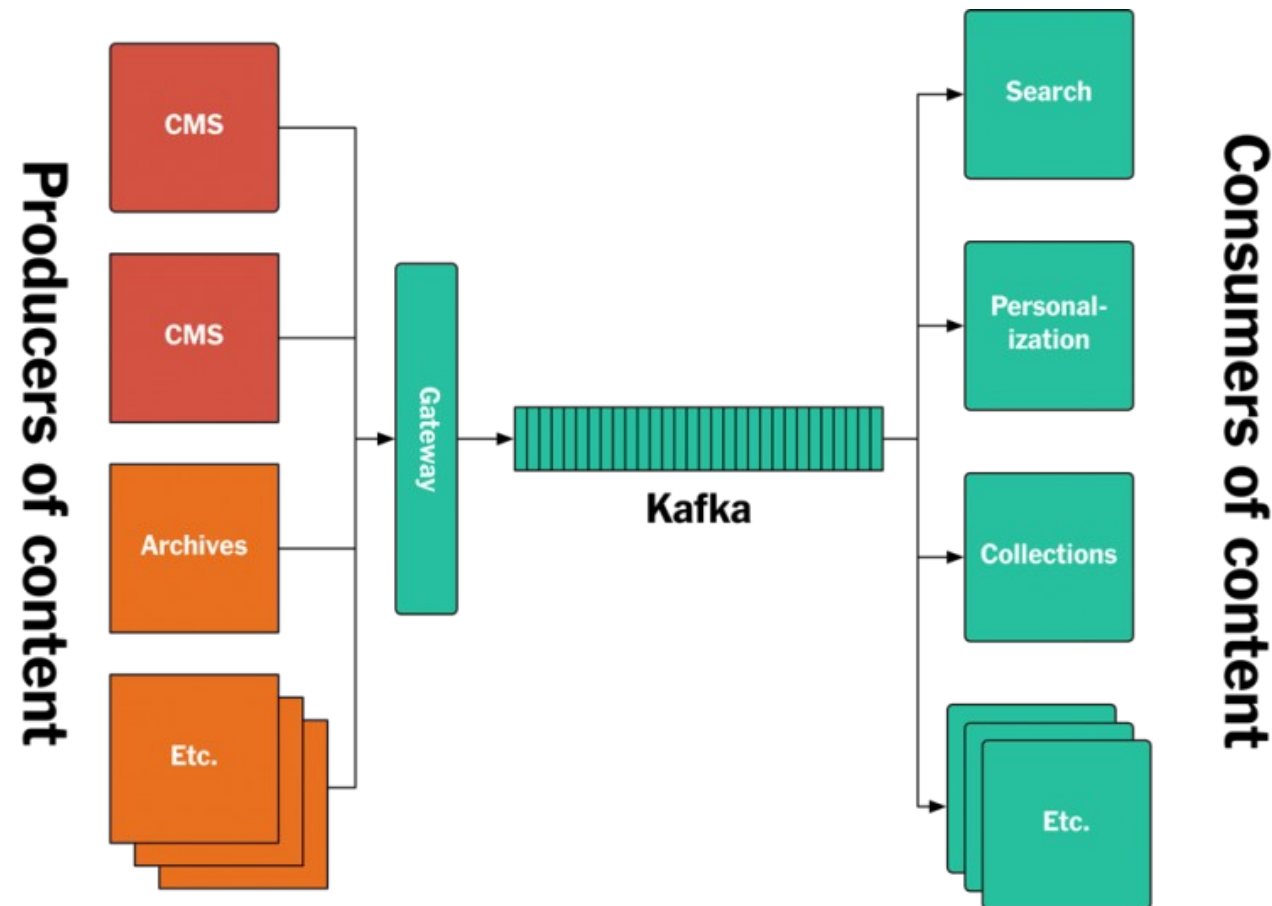 Producers of content
CMS
CMS
Archives
Etc.
Gateway
Kafka
Search
Personal-
ization
Collections
Etc.
Consumers of content